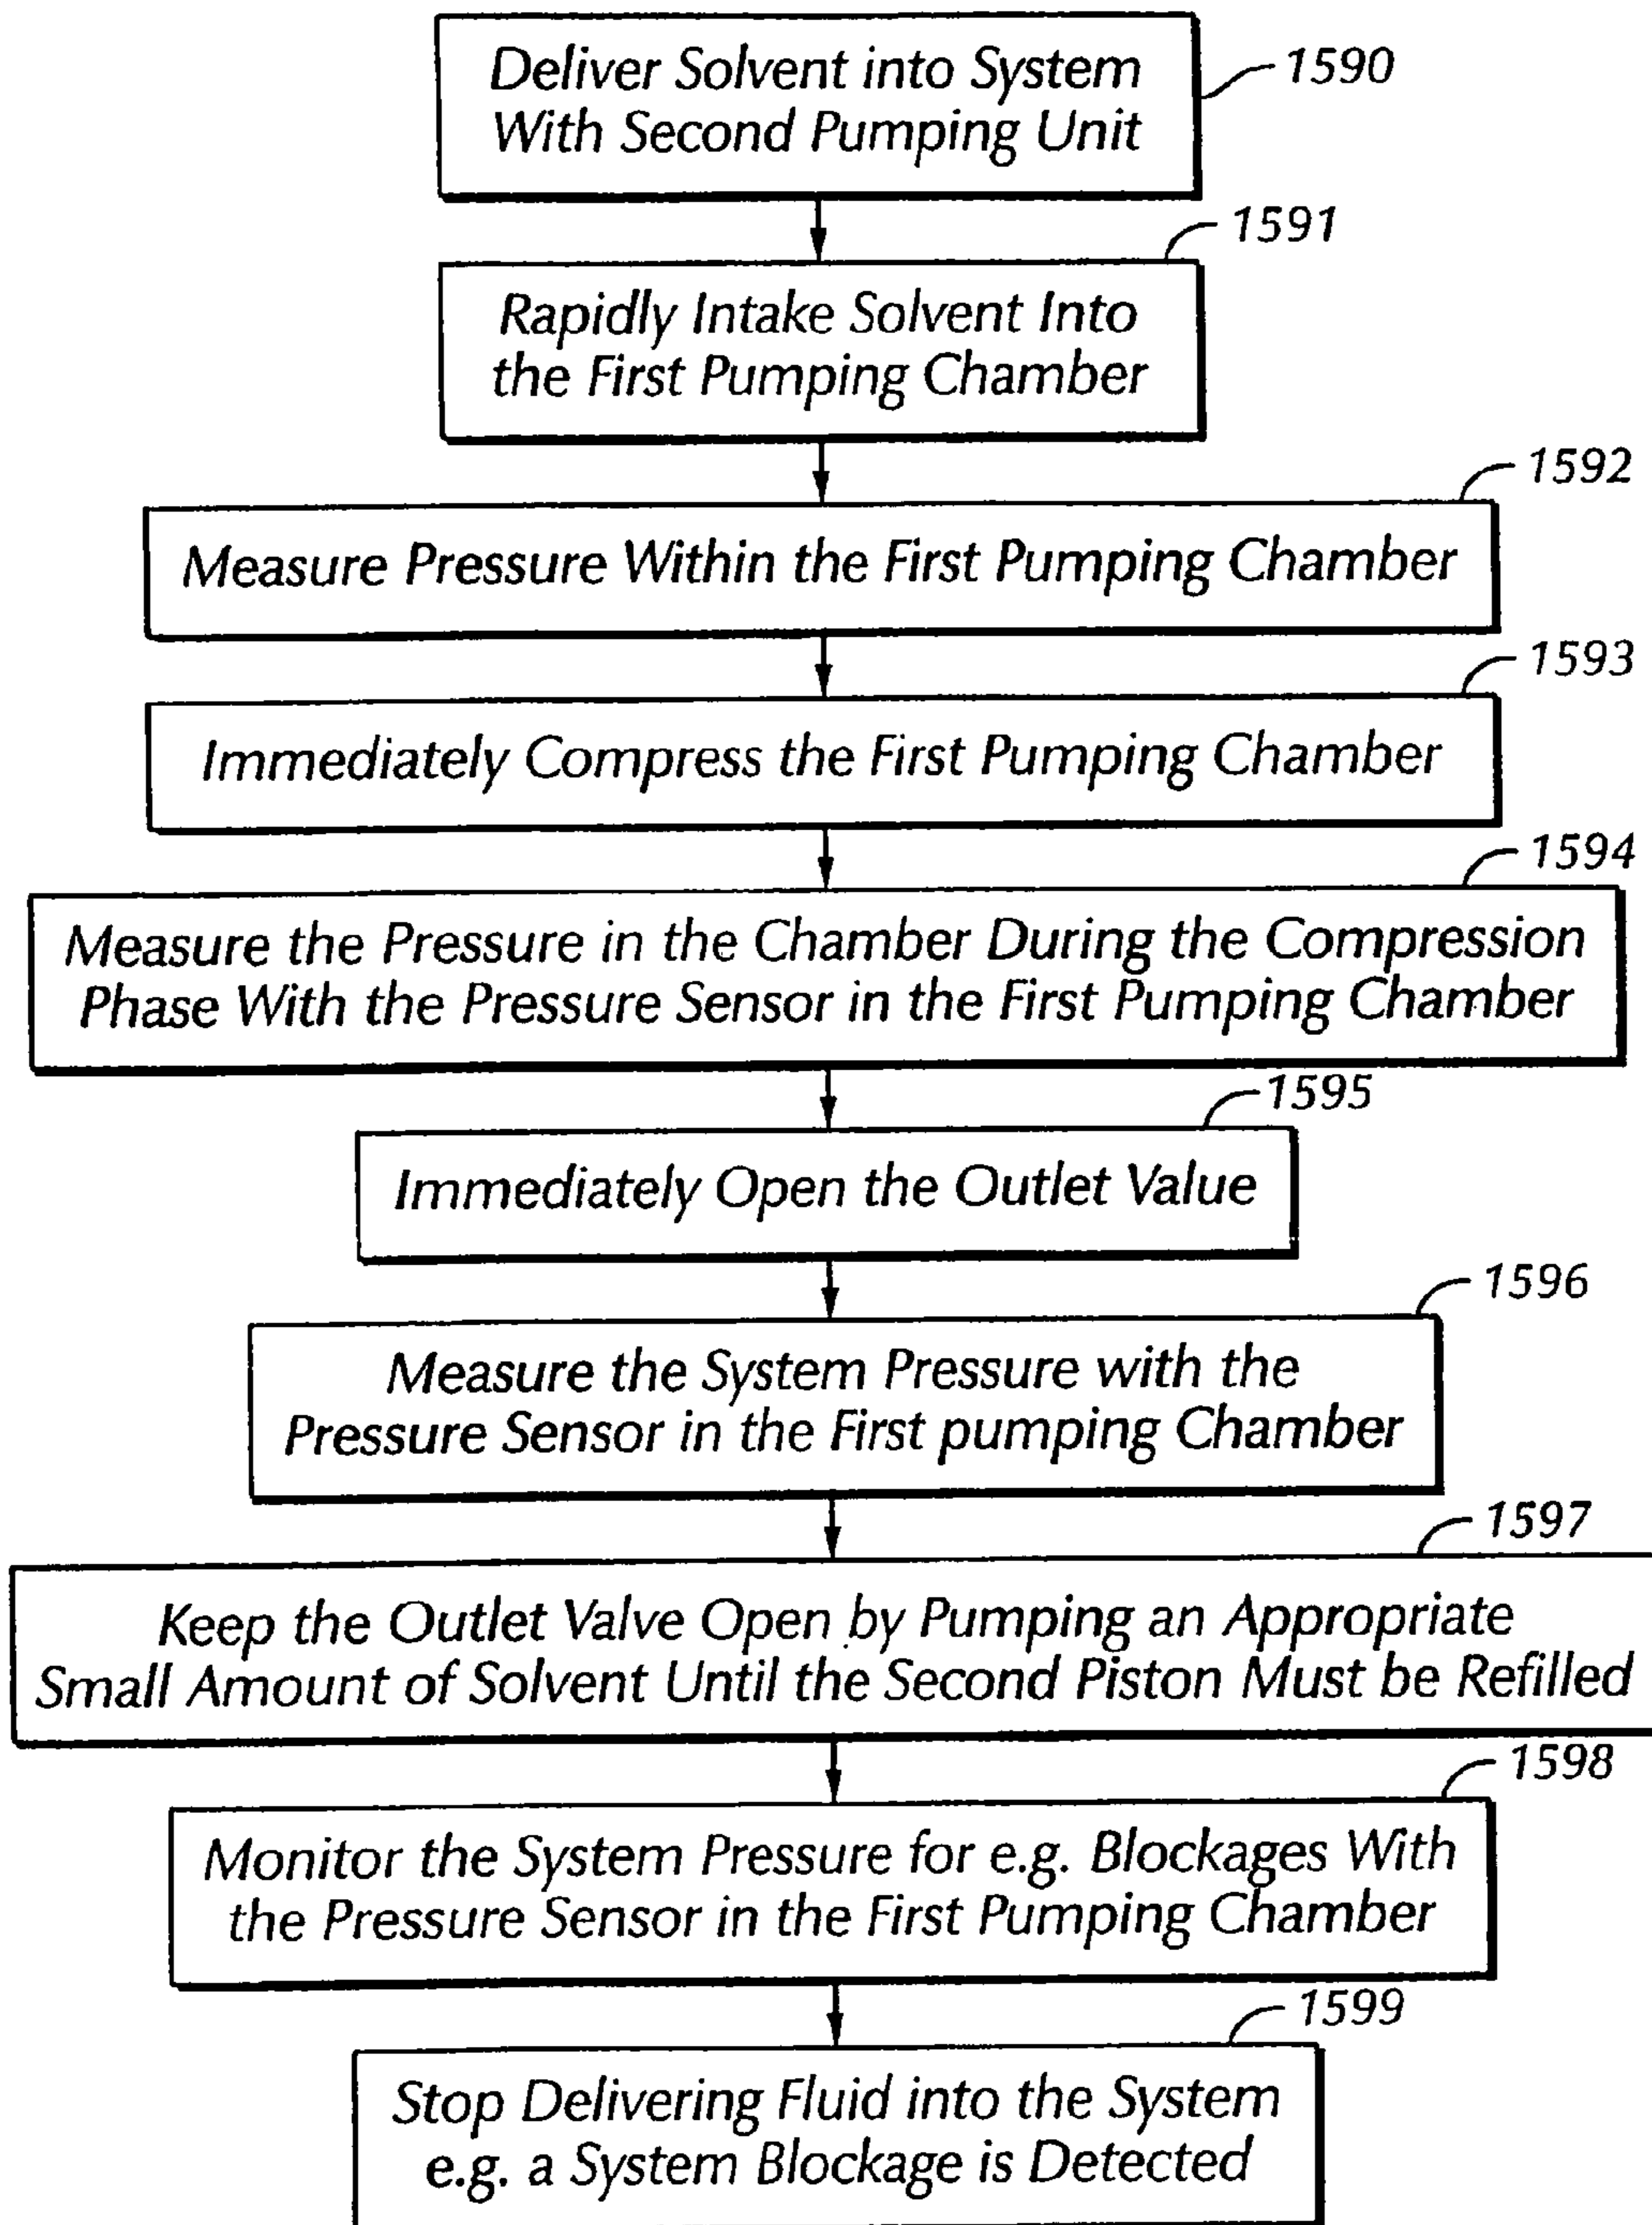 Deliver Solvent into System
With Second Pumping Unit
1590
1591
Rapidly Intake Solvent Into
the First Pumping Chamber
1592
Measure Pressure Within the First Pumping Chamber
1593
Immediately Compress the First Pumping Chamber
1594
Measure the Pressure in the Chamber During the Compression
Phase With the Pressure Sensor in the First Pumping Chamber
1595
Immediately Open the Outlet Value
1596
Measure the System Pressure with the
Pressure Sensor in the First pumping Chamber
1597
Keep the Outlet Valve Open by Pumping an Appropriate
Small Amount of Solvent Until the Second Piston Must be Refilled
1598
Monitor the System Pressure for e.g. Blockages With
the Pressure Sensor in the First Pumping Chamber
1599
Stop Delivering Fluid into the System
e.g. a System Blockage is Detected